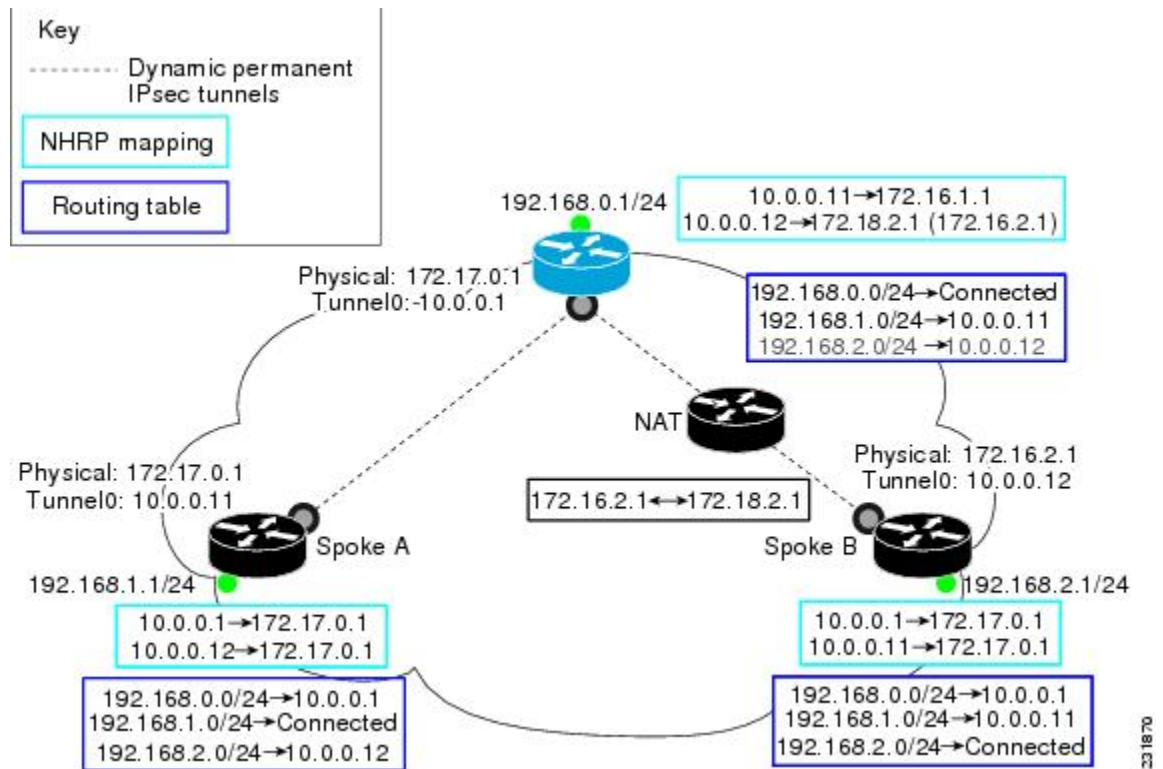 Key
Dynamic permanent
IPsec tunnels
NHRP mapping
Routing table
192.168.0.1/24
10.0.0.11→172.16.1.1
10.0.0.12→172.18.2.1 (172.16.2.1)
Physical: 172.17.0.1
Tunnel0:-10.0.0.1
192.168.0.0/24→Connected
192.168.1.0/24→10.0.0.11
192.168.2.0/24→10.0.0.12
NAT
Physical: 172.17.0.1
Tunnel0: 10.0.0.11
172.16.2.1↔172.18.2.1
Physical: 172.16.2.1
Tunnel0: 10.0.0.12
Spoke A
Spoke B
192.168.1.1/24
192.168.2.1/24
10.0.0.1→172.17.0.1
10.0.0.12→172.17.0.1
10.0.0.1→172.17.0.1
10.0.0.11→172.17.0.1
192.168.0.0/24→10.0.0.1
192.168.1.0/24→Connected
192.168.2.0/24→10.0.0.12
192.168.0.0/24→10.0.0.1
192.168.1.0/24→10.0.0.11
192.168.2.0/24→Connected
231870